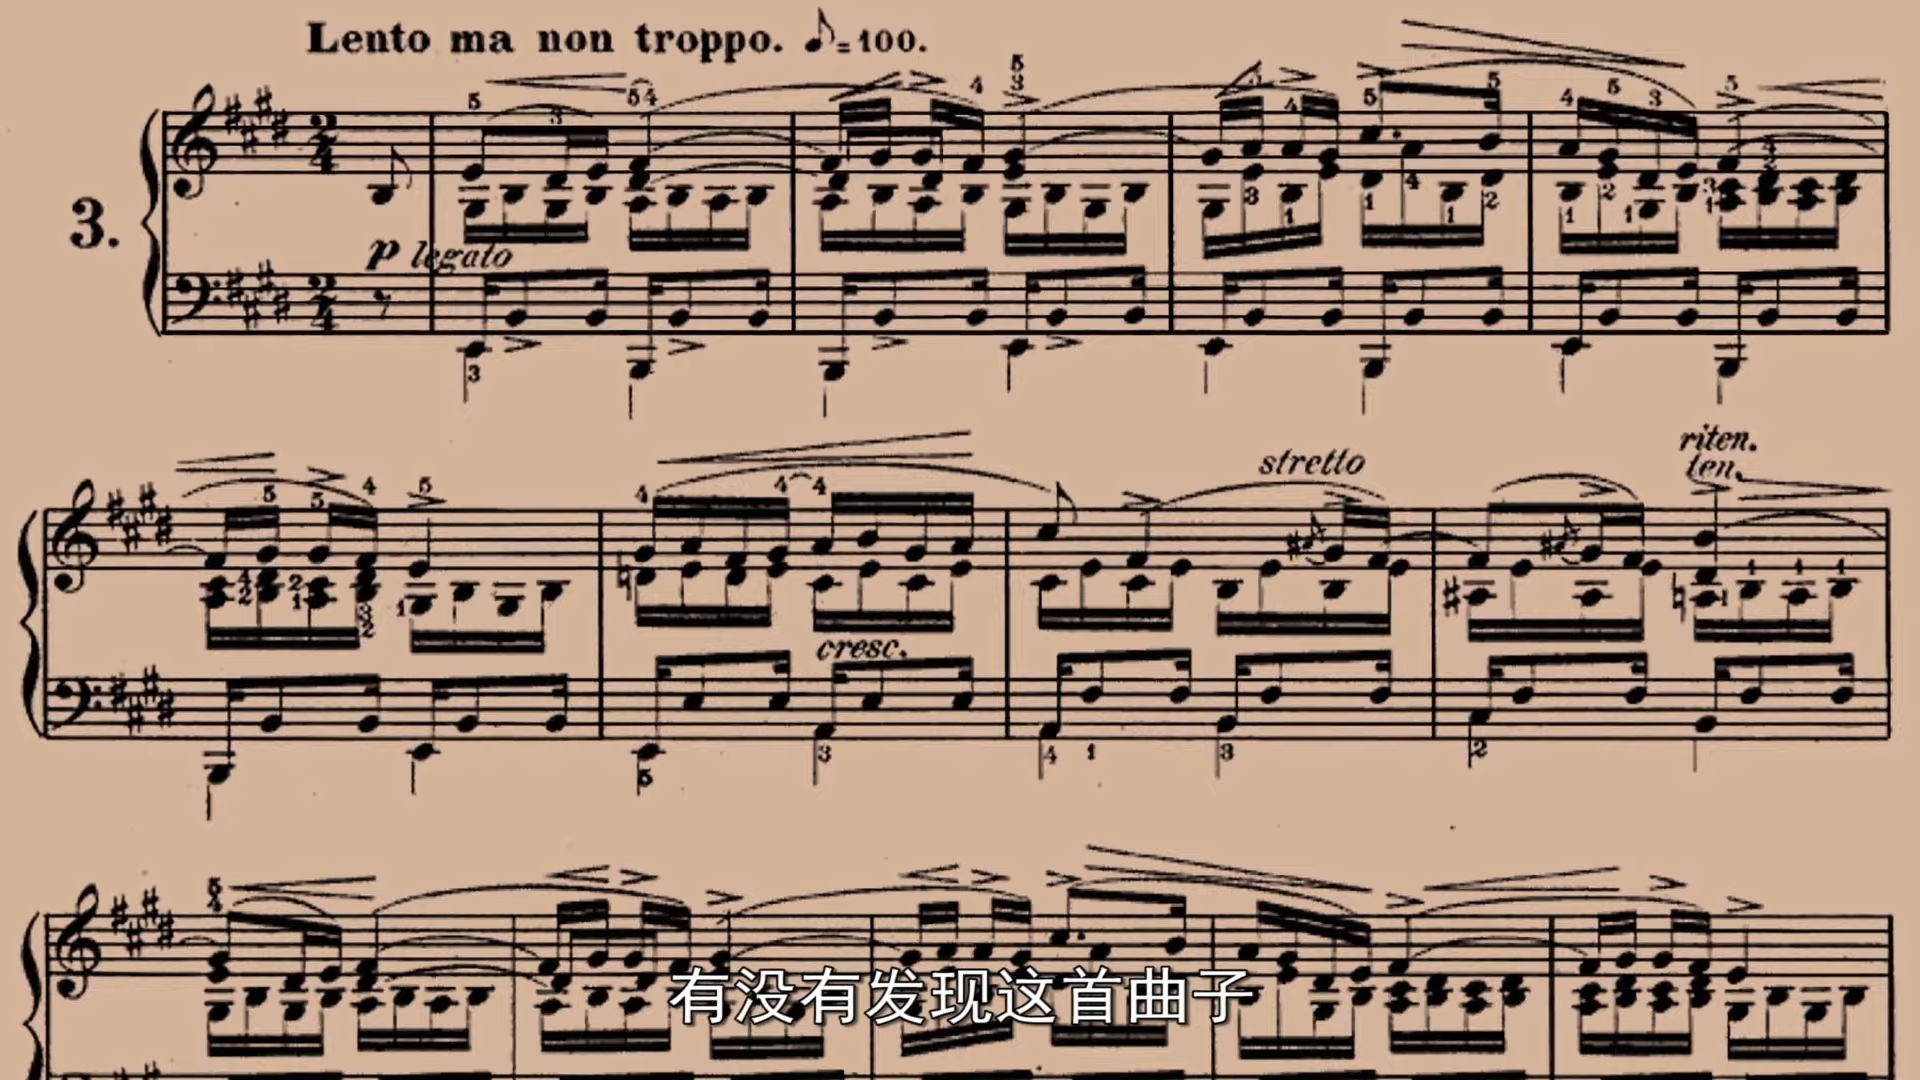 Lento ma non troppo. ♪=100.
3.
p legato
stretto
riten.
ten.
cresc.
有没有发现这首曲子